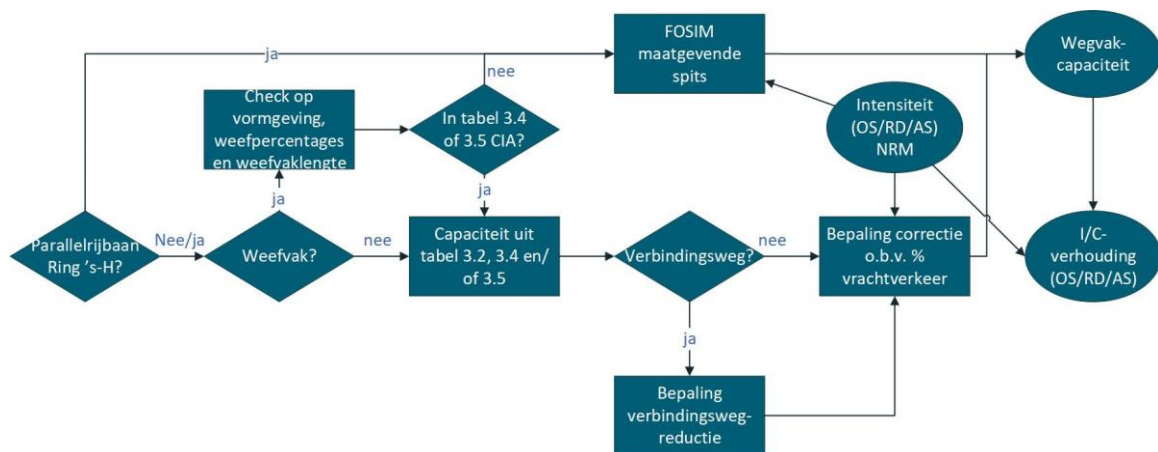 ja
FOSIM
maatgevende
spits
Wegvak-
capaciteit
nee
Check op
vormgeving,
weefpercentages
en weefvaklengte
In tabel 3.4
of 3.5 CIA?
Intensiteit
(OS/RD/AS)
NRM
ja
ja
Parallelrijbaan
Ring 's-H?
Nee/ja
Weefvak?
nee
Capaciteit uit
tabel 3.2, 3.4 en/
of 3.5
Verbindingsweg?
nee
Bepaling correctie
o.b.v. %
vrachtverkeer
I/C-
verhouding
(OS/RD/AS)
ja
Bepaling
verbindingsweg-
reductie